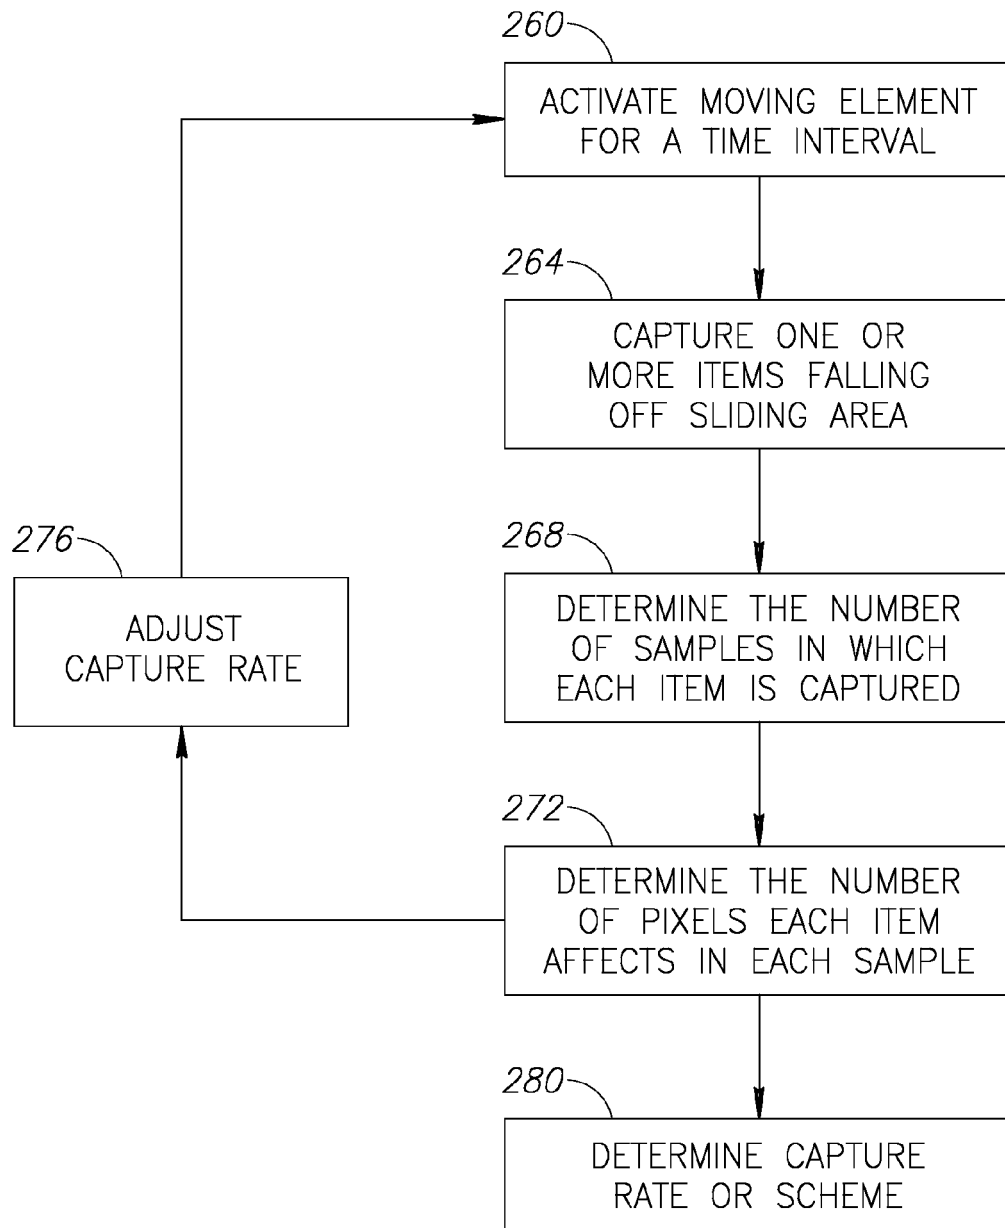 260
ACTIVATE MOVING ELEMENT
FOR A TIME INTERVAL
264
CAPTURE ONE OR
MORE ITEMS FALLING
OFF SLIDING AREA
276
ADJUST
CAPTURE RATE
268
DETERMINE THE NUMBER
OF SAMPLES IN WHICH
EACH ITEM IS CAPTURED
272
DETERMINE THE NUMBER
OF PIXELS EACH ITEM
AFFECTS IN EACH SAMPLE
280
DETERMINE CAPTURE
RATE OR SCHEME